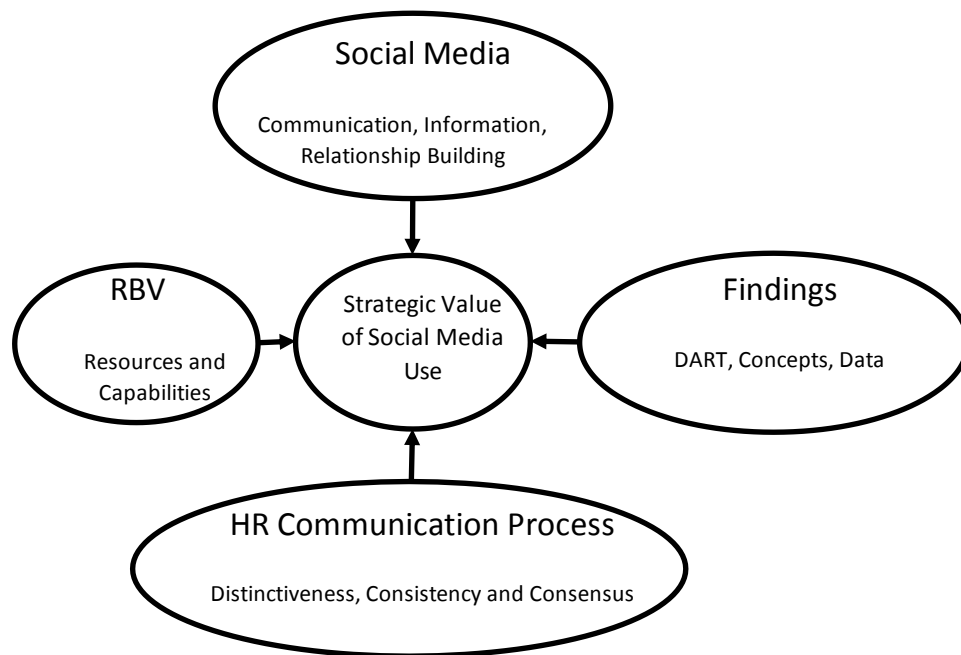 Social Media
Communication, Information,
Relationship Building
RBV
Resources and
Capabilities
Strategic Value
of Social Media
Use
Findings
DART, Concepts, Data
HR Communication Process
Distinctiveness, Consistency and Consensus